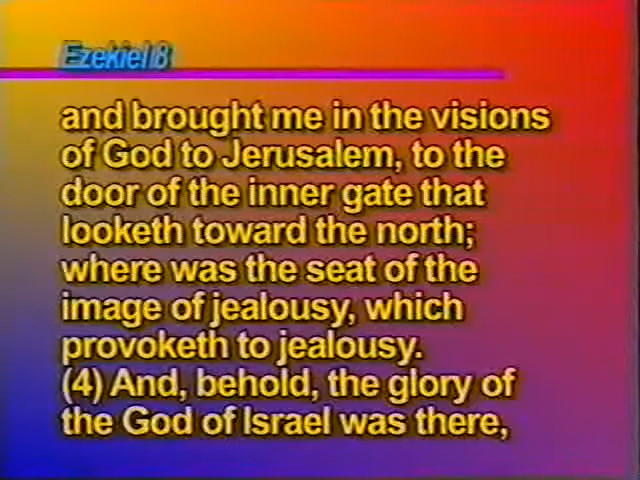 Ezekiel 8
and brought me in the visions
of God to Jerusalem, to the
door of the inner gate that
looketh toward the north;
where was the seat of the
image of jealousy, which
provoketh to jealousy.
(4) And, behold, the glory of
the God of Israel was there,